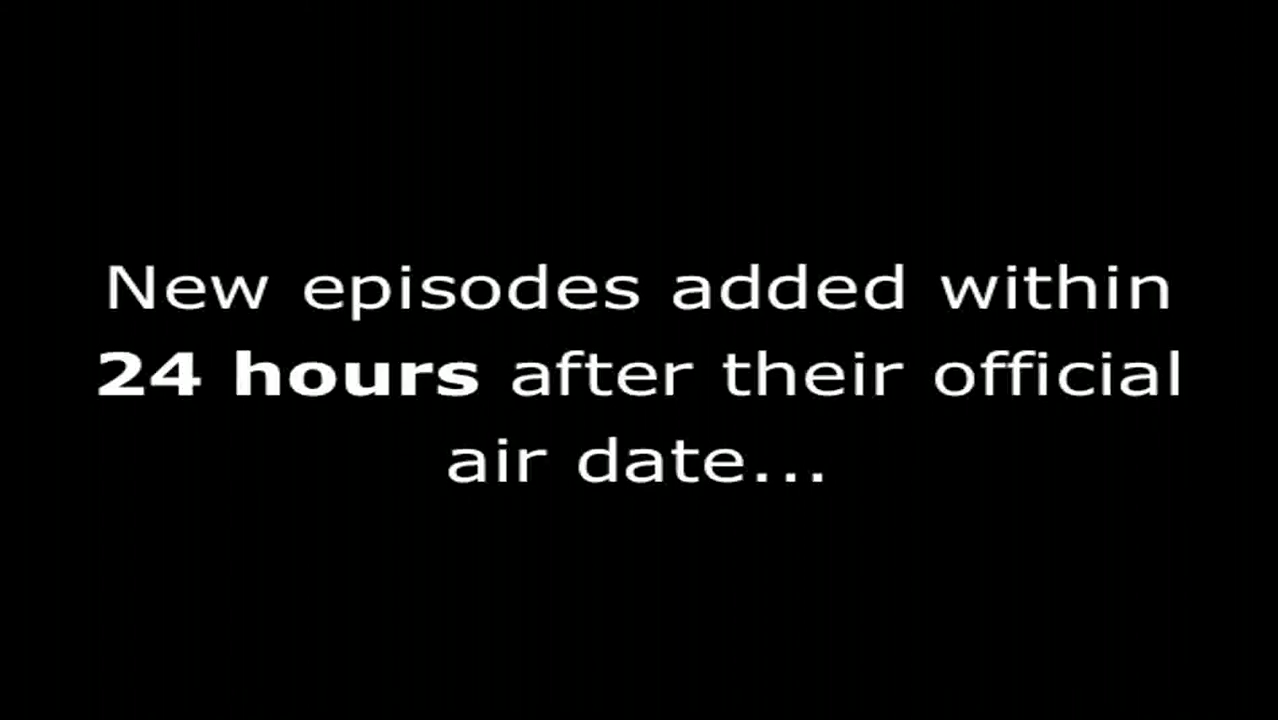 New episodes added within
24 hours after their official
air date...